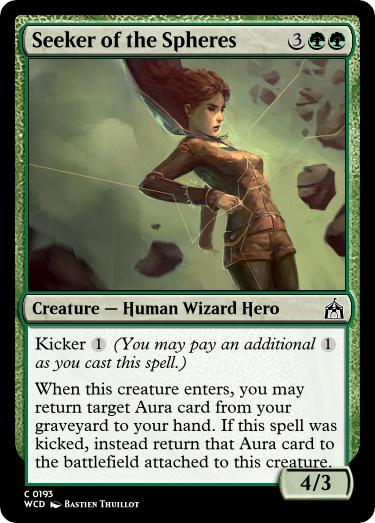 Seeker of the Spheres 3
Creature — Human Wizard Hero
Kicker 1 (You may pay an additional 1
as you cast this spell.)
When this creature enters, you may
return target Aura card from your
graveyard to your hand. If this spell was
kicked, instead return that Aura card to
the battlefield attached to this creature.
4/3
C 0193
WCD Bastien Thuillot